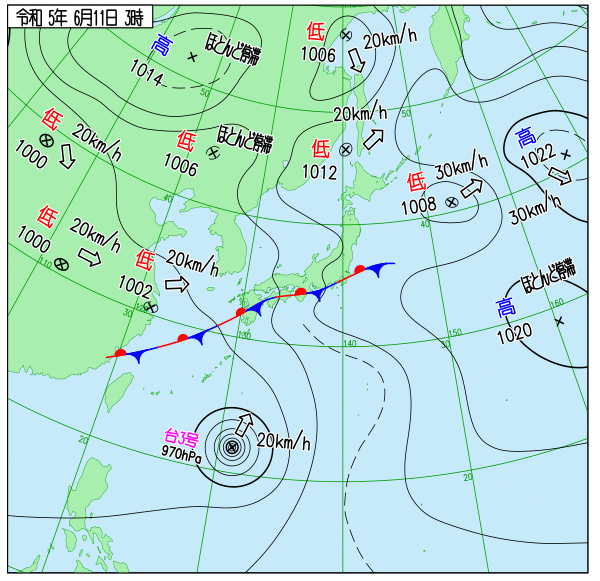 令和 5年 6月11日 3時
低
1006
20km/h
高
1014
ほとんど停滞
50
50
低
1000
20km/h
低
1006
ほとんど停滞
20km/h
低
1012
高
1022
30km/h
低
1008
30km/h
40
40
低
1000
20km/h
110
低
1002
20km/h
30
120
130
140
150
160
高
1020
ほとんど停滞
台3号
970hPa
20km/h
20
20